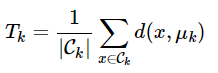 T_k = \frac{1}{|\mathcal{C}_k|} \sum_{x \in \mathcal{C}_k} d(x, \mu_k)